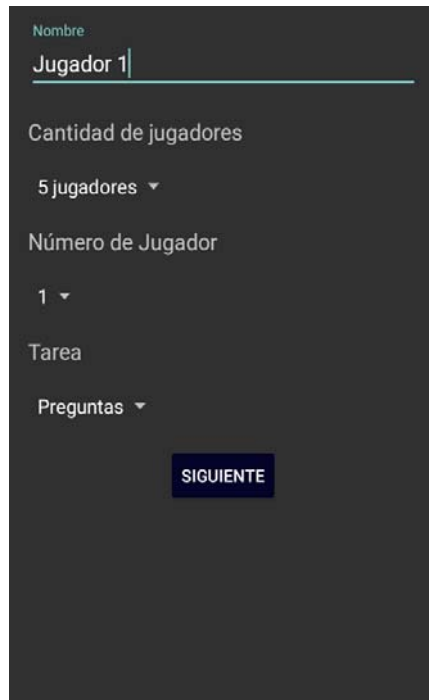 Nombre
Jugador 1
Cantidad de jugadores
5 jugadores
Número de Jugador
1
Tarea
Preguntas
SIGUIENTE